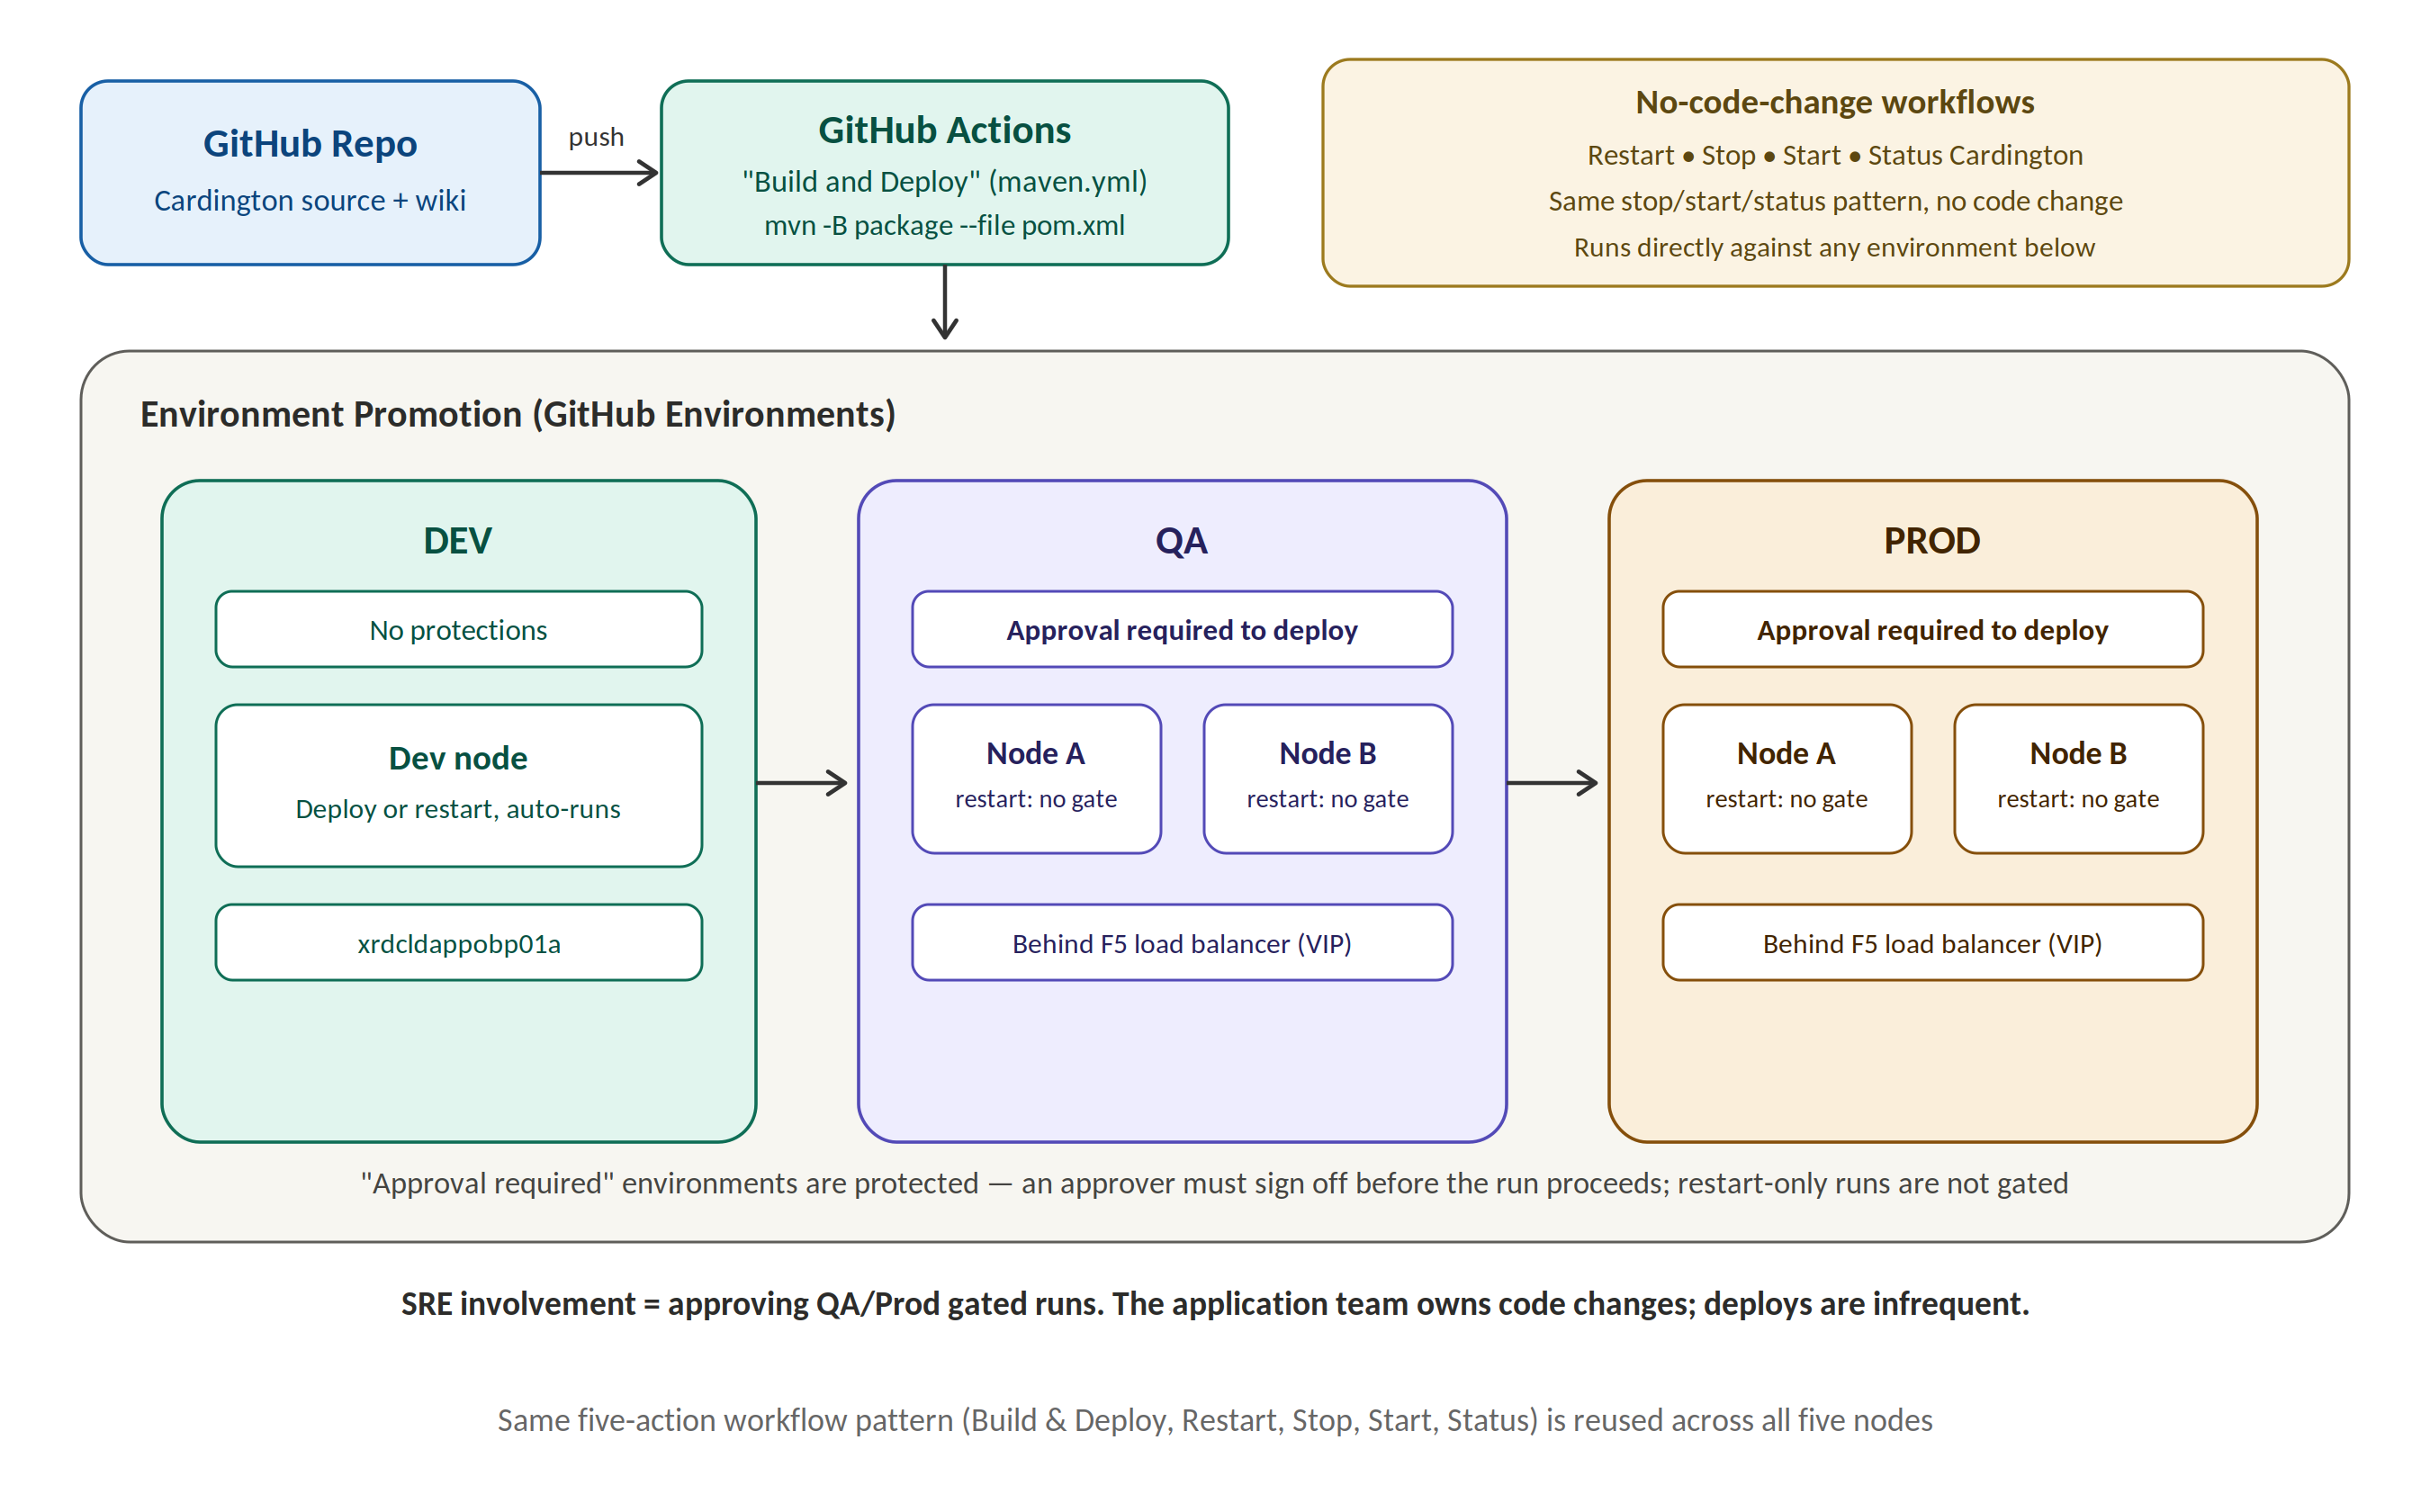 GitHub Repo
Cardington source + wiki
push
GitHub Actions
"Build and Deploy" (maven.yml)
mvn -B package --file pom.xml
No-code-change workflows
Restart • Stop • Start • Status Cardington
Same stop/start/status pattern, no code change
Runs directly against any environment below
Environment Promotion (GitHub Environments)
DEV
No protections
Dev node
Deploy or restart, auto-runs
xrdcldappobp01a
QA
Approval required to deploy
Node A
restart: no gate
Node B
restart: no gate
Behind F5 load balancer (VIP)
PROD
Approval required to deploy
Node A
restart: no gate
Node B
restart: no gate
Behind F5 load balancer (VIP)
"Approval required" environments are protected — an approver must sign off before the run proceeds; restart-only runs are not gated
SRE involvement = approving QA/Prod gated runs. The application team owns code changes; deploys are infrequent.
Same five-action workflow pattern (Build & Deploy, Restart, Stop, Start, Status) is reused across all five nodes